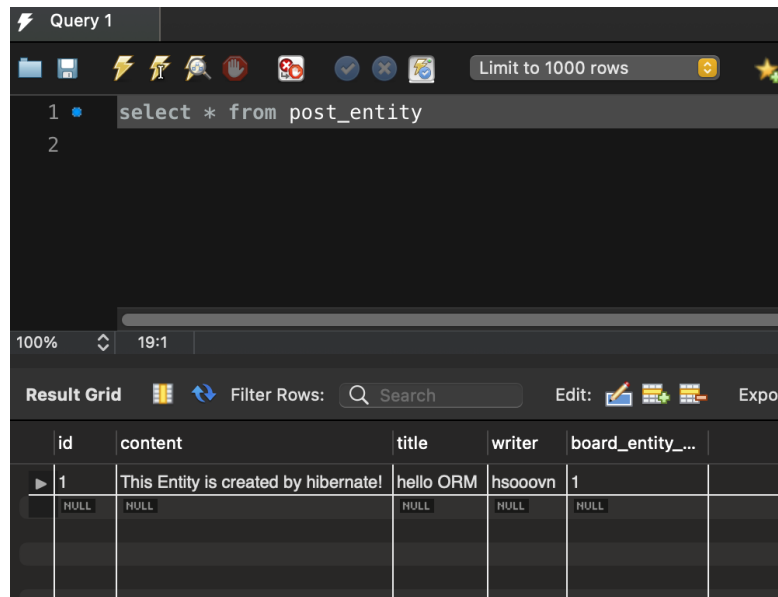 Query 1
Limit to 1000 rows
1 select * from post_entity
2
100% 19:1
Result Grid Filter Rows: Search Edit: Expo
id content title writer board_entity_...
1 This Entity is created by hibernate! hello ORM hsooovn 1
NULL NULL NULL NULL NULL